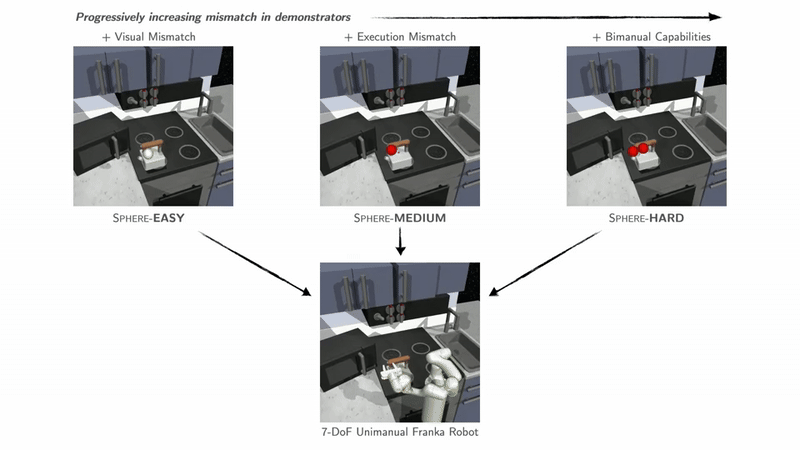 Progressively increasing mismatch in demonstrators
+ Visual Mismatch
+ Execution Mismatch
+ Bimanual Capabilities
SPHERE-EASY
SPHERE-MEDIUM
SPHERE-HARD
7-DoF Unimanual Franka Robot